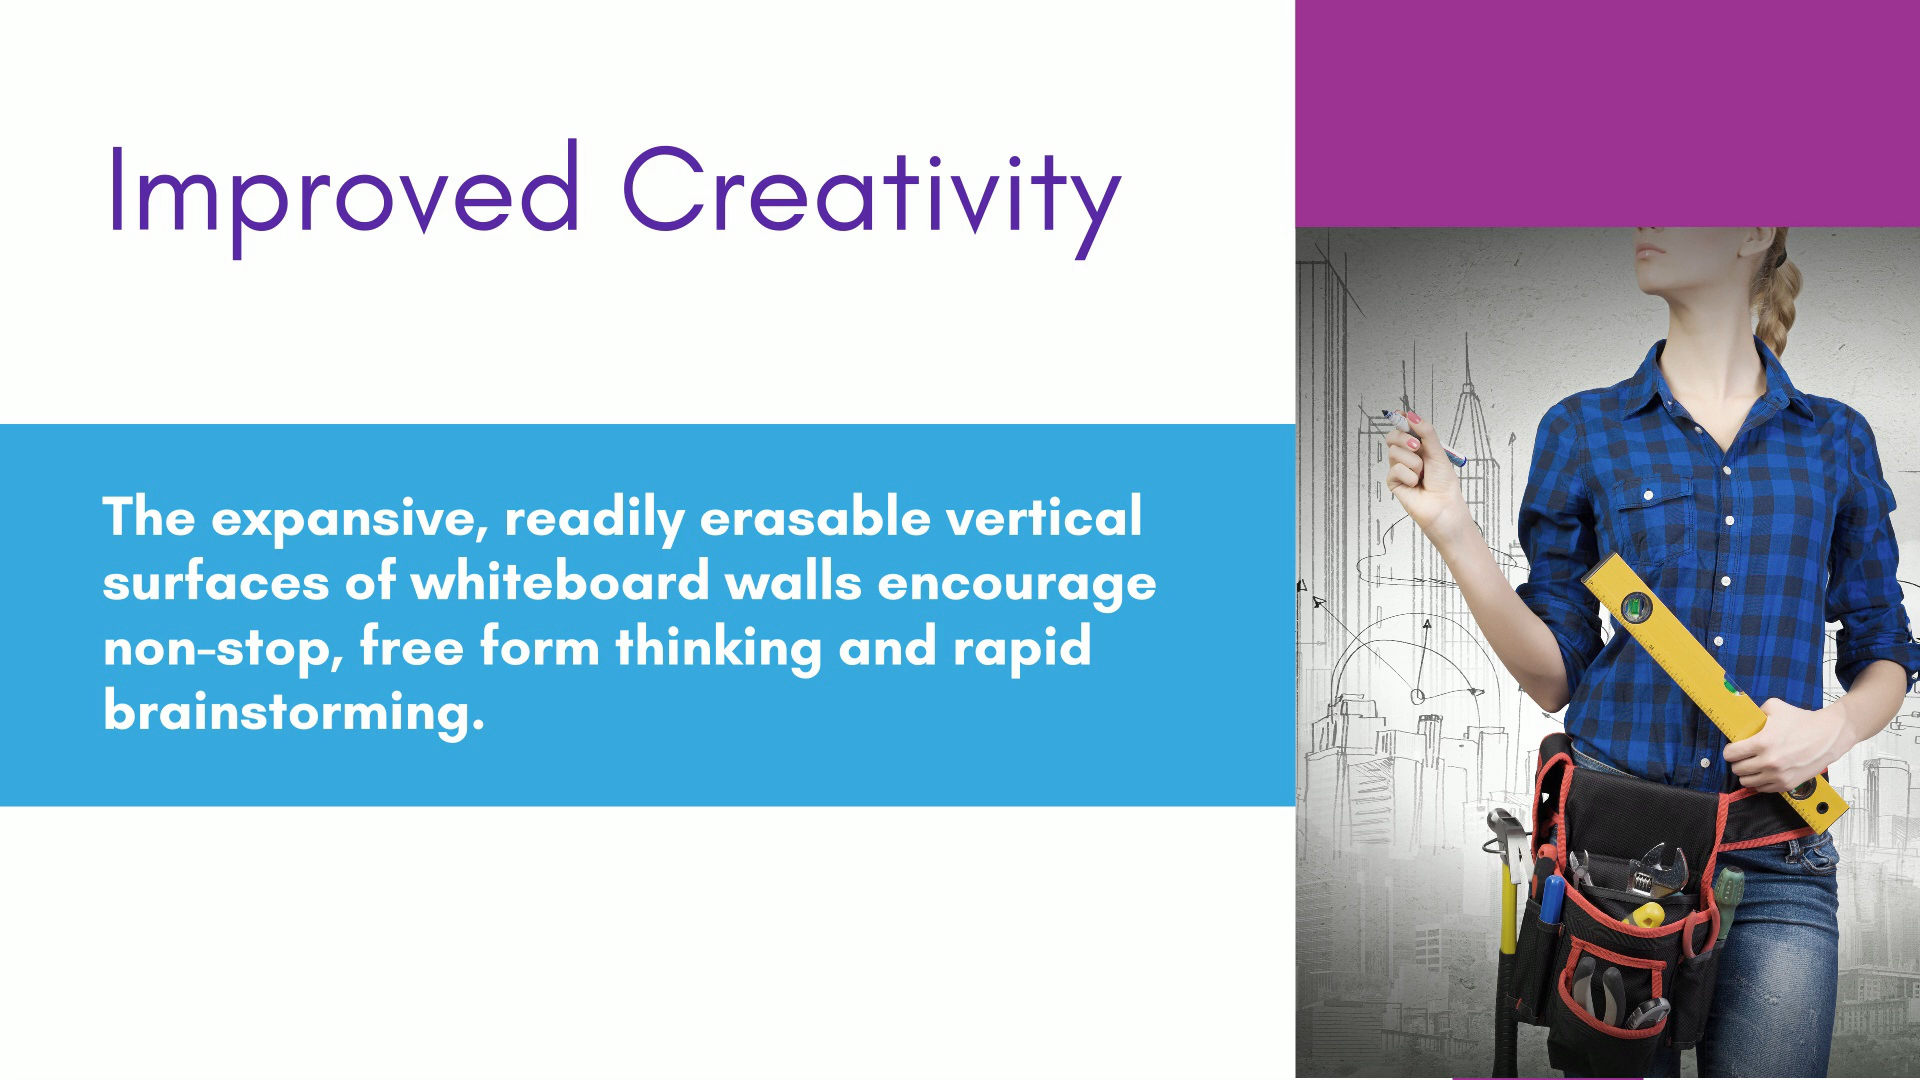 Improved Creativity
The expansive, readily erasable vertical
surfaces of whiteboard walls encourage
non-stop, free form thinking and rapid
brainstorming.